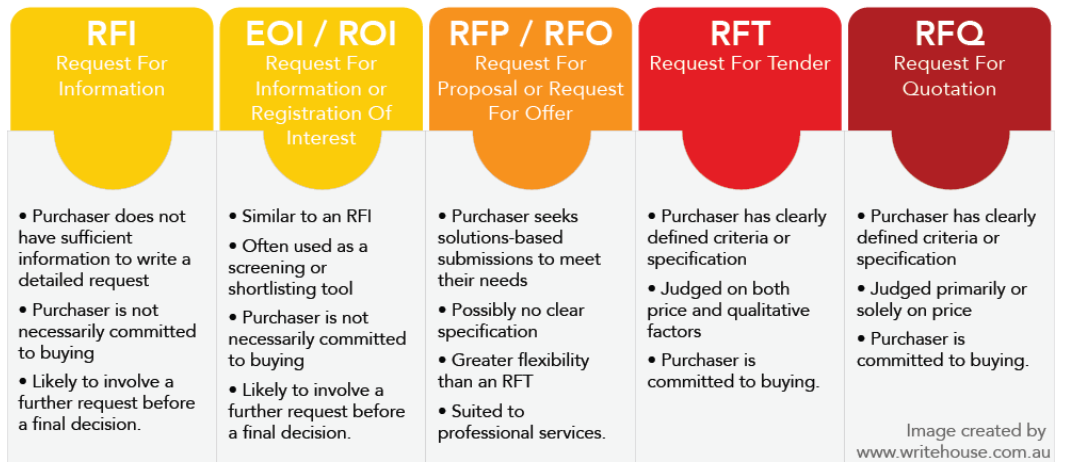 RFI
Request For
Information
• Purchaser does not
have sufficient
information to write a
detailed request
• Purchaser is not
necessarily committed
to buying
• Likely to involve a
further request before
a final decision.
EOI / ROI
Request For
Information or
Registration Of
Interest
• Similar to an RFI
• Often used as a
screening or
shortlisting tool
• Purchaser is not
necessarily committed
to buying
• Likely to involve a
further request before
a final decision.
RFP / RFO
Request For
Proposal or Request
For Offer
• Purchaser seeks
solutions-based
submissions to meet
their needs
• Possibly no clear
specification
• Greater flexibility
than an RFT
• Suited to
professional services.
RFT
Request For Tender
• Purchaser has clearly
defined criteria or
specification
• Judged on both
price and qualitative
factors
• Purchaser is
committed to buying.
RFQ
Request For
Quotation
• Purchaser has clearly
defined criteria or
specification
• Judged primarily or
solely on price
• Purchaser is
committed to buying.
Image created by
www.writehouse.com.au